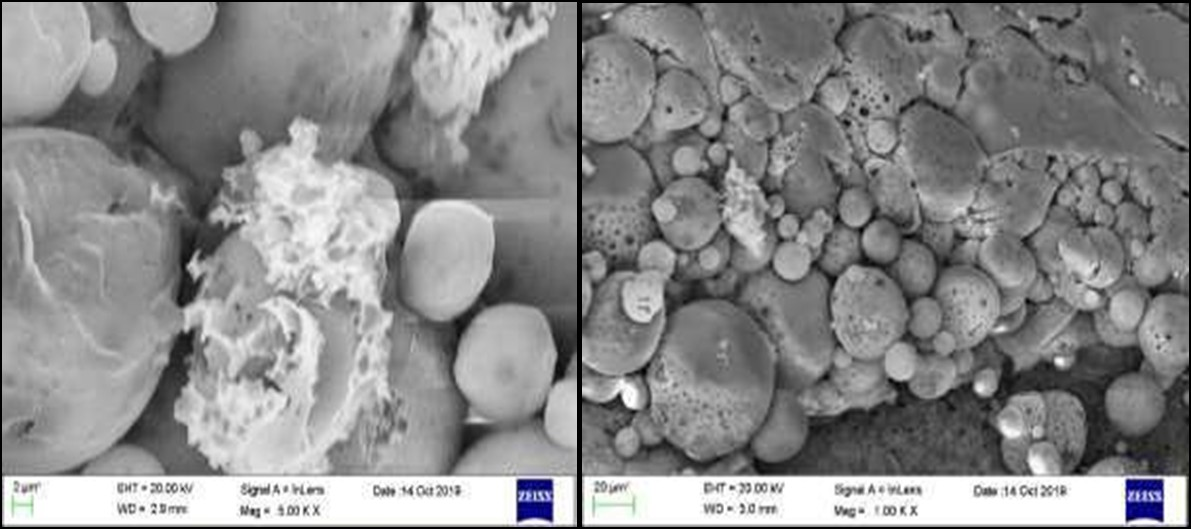 2 μm
EHT = 20.00 kV
Signal A = InLens
Date :14 Oct 2019
WD = 2.9 mm
Mag = 5.00 K X
ZEISS
20 μm
EHT = 20.00 kV
Signal A = InLens
Date :14 Oct 2019
WD = 3.0 mm
Mag = 1.00 K X
ZEISS